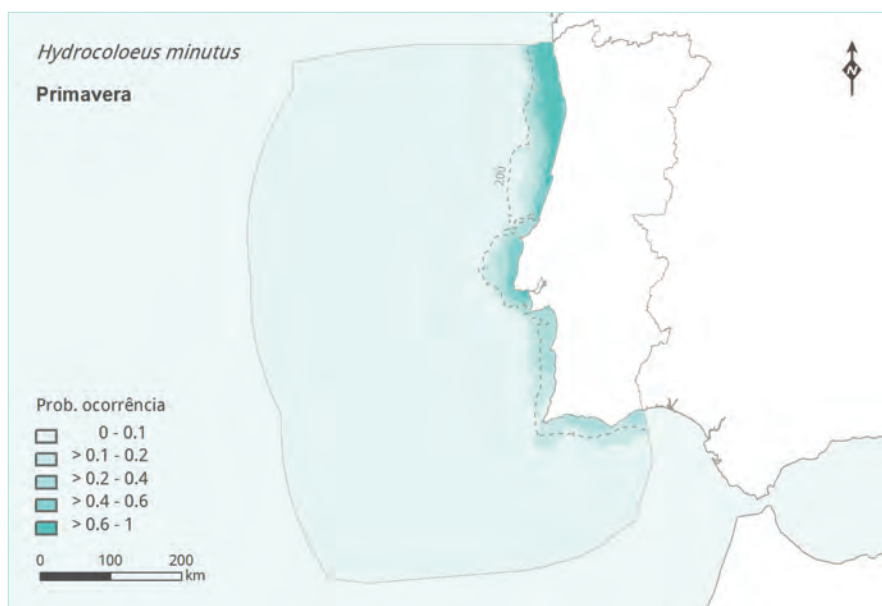 Hydrocoloeus minutus
Primavera
N
200
Prob. ocorrência
0 - 0.1
> 0.1 - 0.2
> 0.2 - 0.4
> 0.4 - 0.6
> 0.6 - 1
0 100 200
km